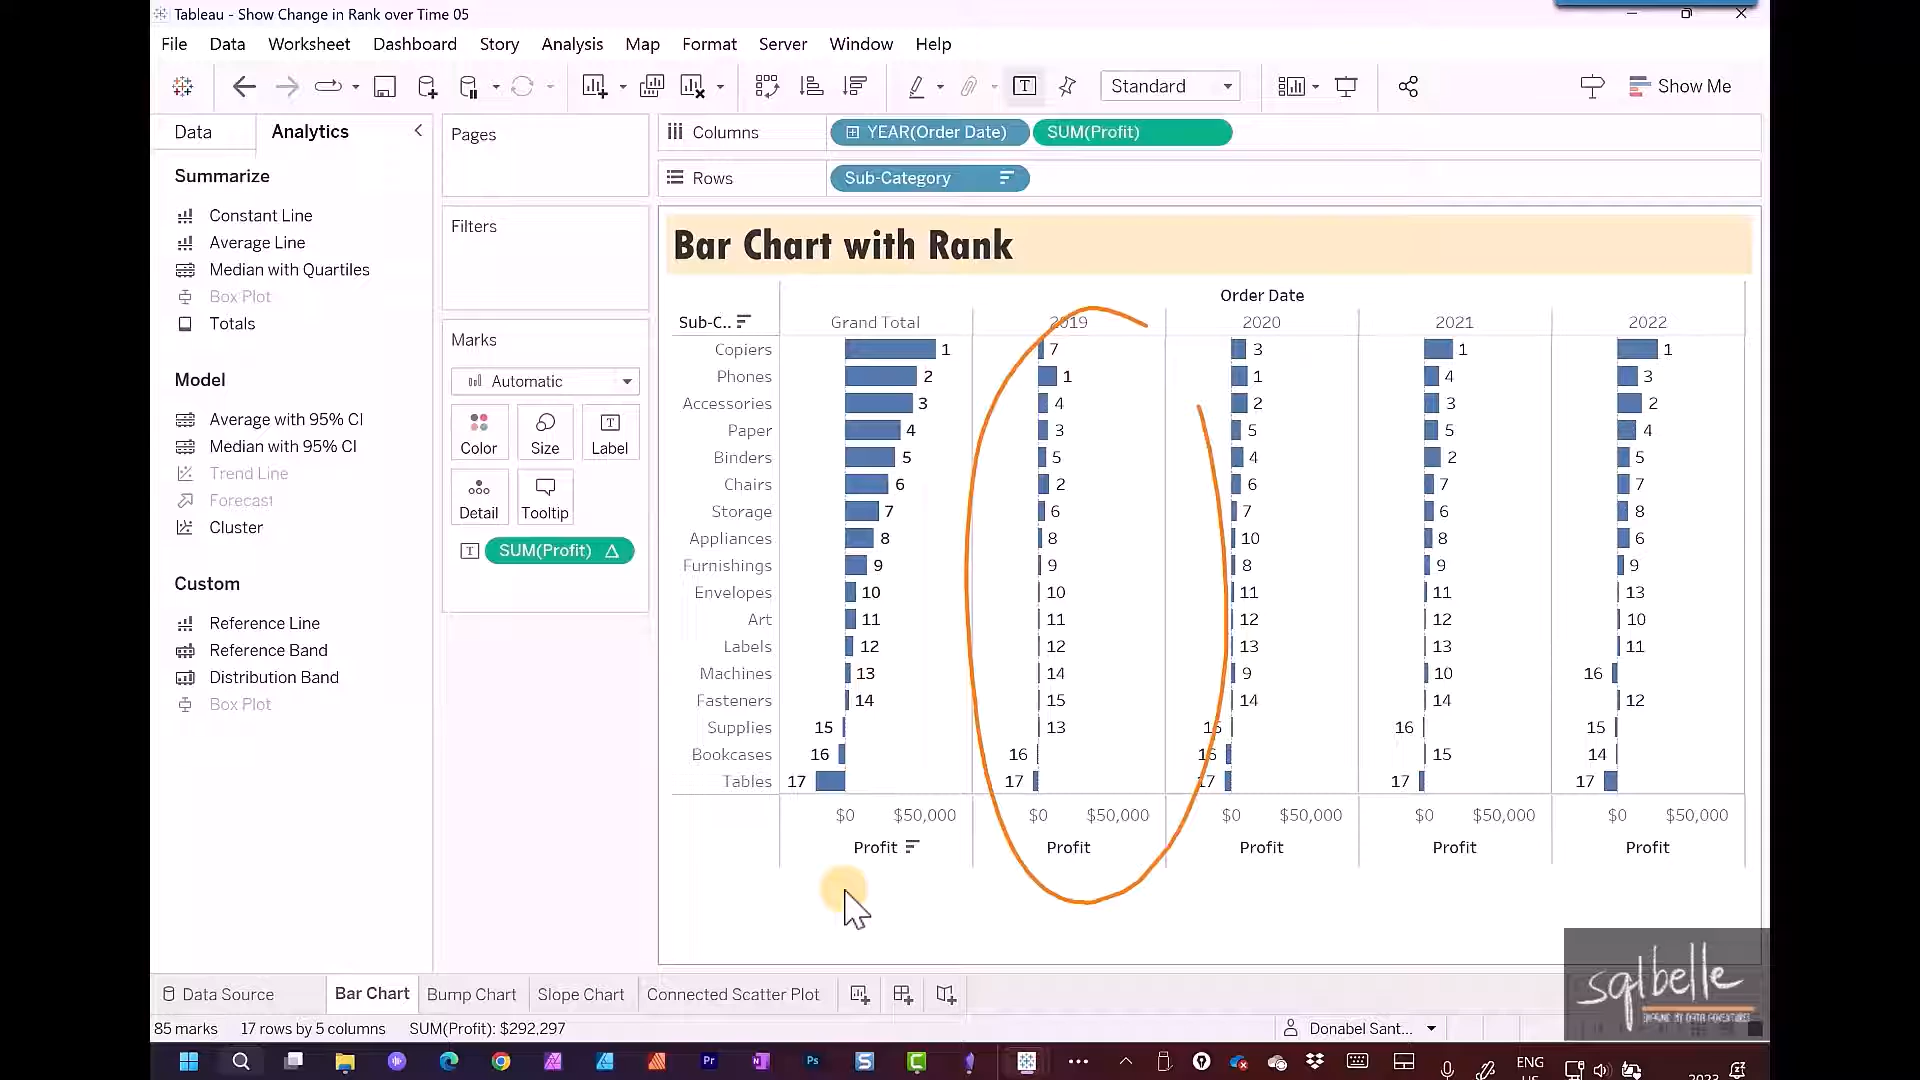 Tableau - Show Change in Rank over Time 05
File Data Worksheet Dashboard Story Analysis Map Format Server Window Help
Standard
Show Me
Data
Analytics
Summarize
Constant Line
Average Line
Median with Quartiles
Box Plot
Totals
Model
Average with 95% CI
Median with 95% CI
Trend Line
Forecast
Cluster
Custom
Reference Line
Reference Band
Distribution Band
Box Plot
Pages
Filters
Marks
Automatic
Color Size Label
Detail Tooltip
SUM(Profit)
Columns YEAR(Order Date) SUM(Profit)
Rows Sub-Category
Bar Chart with Rank
Order Date
Sub-C.. Grand Total 2019 2020 2021 2022
Copiers 1 7 3 1 1
Phones 2 1 1 4 3
Accessories 3 4 2 3 2
Paper 4 3 5 5 4
Binders 5 5 4 2 5
Chairs 6 2 6 7 7
Storage 7 6 7 6 8
Appliances 8 8 10 8 6
Furnishings 9 9 8 9 9
Envelopes 10 10 11 11 13
Art 11 11 12 12 10
Labels 12 12 13 13 11
Machines 13 14 9 10 16
Fasteners 14 15 14 14 12
Supplies 15 13 15 16 15
Bookcases 16 16 16 15 14
Tables 17 17 17 17 17
$0 $50,000 $0 $50,000 $0 $50,000 $0 $50,000 $0 $50,000
Profit Profit Profit Profit Profit
sqlbelle
Data Source Bar Chart Bump Chart Slope Chart Connected Scatter Plot
85 marks 17 rows by 5 columns SUM(Profit): $292,297
Donabel Sant...
ENG